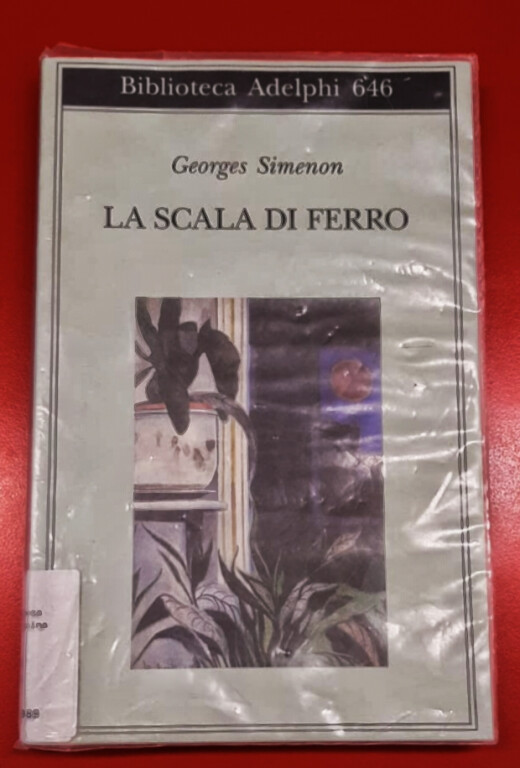 Biblioteca Adelphi 646
Georges Simenon
LA SCALA DI FERRO